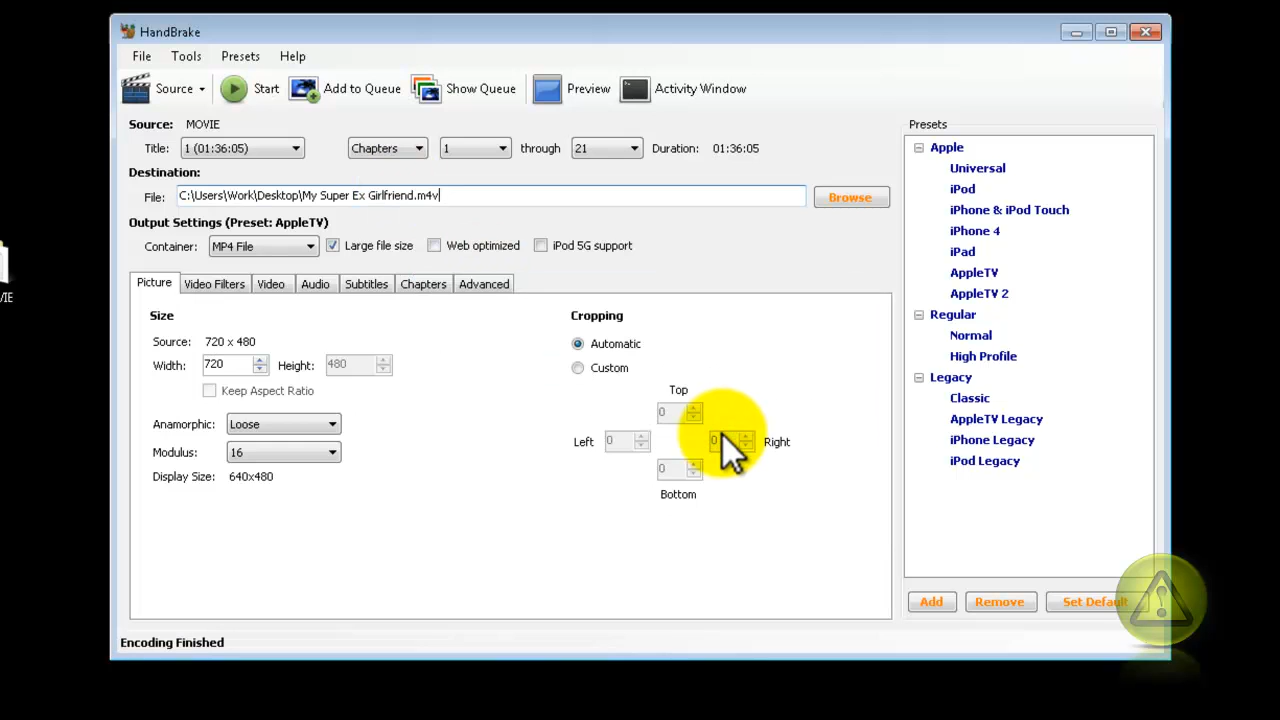 HandBrake
File Tools Presets Help
Source Start Add to Queue Show Queue Preview Activity Window
Source: MOVIE
Title: 1 (01:36:05) Chapters 1 through 21 Duration: 01:36:05
Destination:
File: C:\Users\Work\Desktop\My Super Ex Girlfriend.m4v Browse
Output Settings (Preset: AppleTV)
Container: MP4 File Large file size Web optimized iPod 5G support
Picture Video Filters Video Audio Subtitles Chapters Advanced
Size
Source: 720 x 480
Width: 720 Height: 480
Keep Aspect Ratio
Anamorphic: Loose
Modulus: 16
Display Size: 640x480
Cropping
Automatic
Custom
Top
0
Left 0 0 Right
0
Bottom
Presets
Apple
Universal
iPod
iPhone & iPod Touch
iPhone 4
iPad
AppleTV
AppleTV 2
Regular
Normal
High Profile
Legacy
Classic
AppleTV Legacy
iPhone Legacy
iPod Legacy
Add Remove Set Default
Encoding Finished